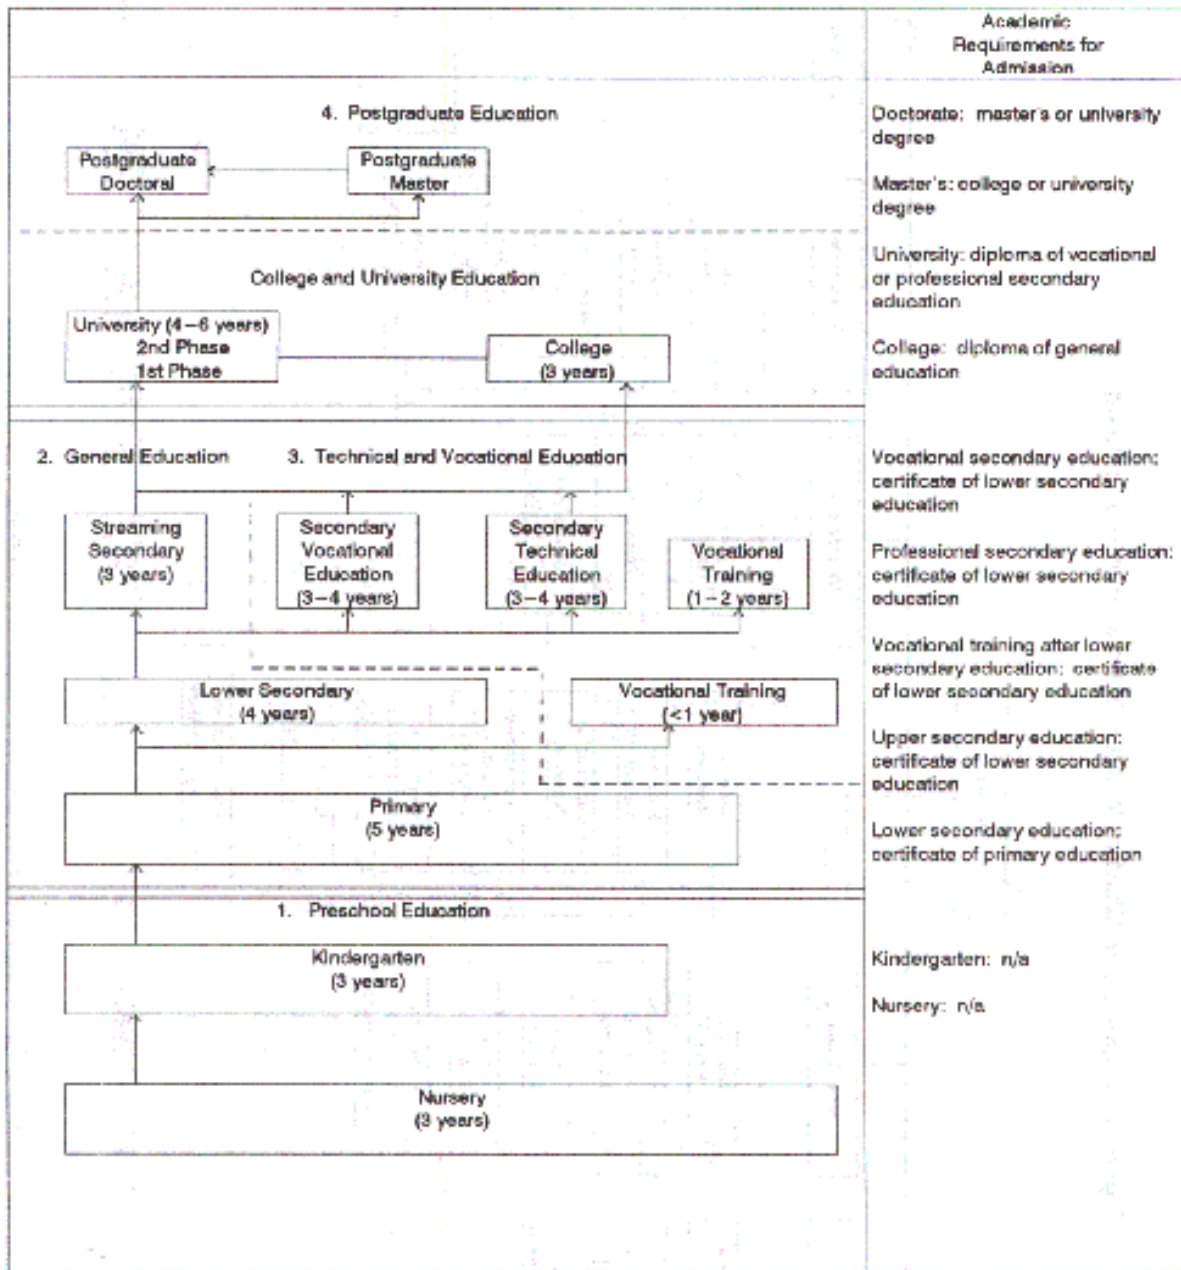 Academic
Requirements for
Admission
4. Postgraduate Education
Postgraduate
Doctoral
Postgraduate
Master
College and University Education
University (4–6 years)
2nd Phase
1st Phase
College
(3 years)
2. General Education
3. Technical and Vocational Education
Streaming
Secondary
(3 years)
Secondary
Vocational
Education
(3–4 years)
Secondary
Technical
Education
(3–4 years)
Vocational
Training
(1–2 years)
Lower Secondary
(4 years)
Vocational Training
(<1 year)
Primary
(5 years)
1. Preschool Education
Kindergarten
(3 years)
Nursery
(3 years)
Doctorate: master's or university
degree
Master's: college or university
degree
University: diploma of vocational
or professional secondary
education
College: diploma of general
education
Vocational secondary education:
certificate of lower secondary
education
Professional secondary education:
certificate of lower secondary
education
Vocational training after lower
secondary education: certificate
of lower secondary education
Upper secondary education:
certificate of lower secondary
education
Lower secondary education:
certificate of primary education
Kindergarten: n/a
Nursery: n/a